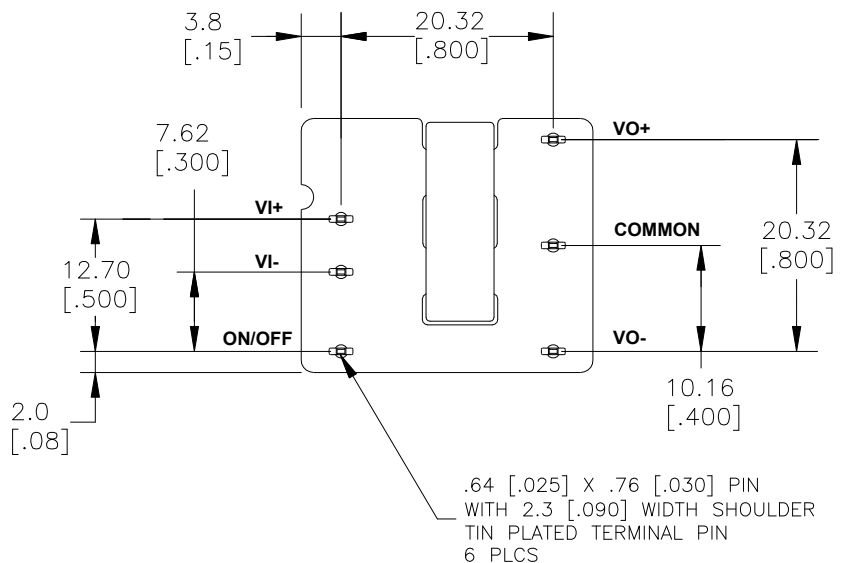 3.8
[.15]
20.32
[.800]
7.62
[.300]
VO+
VI+
COMMON
20.32
[.800]
12.70
[.500]
VI-
ON/OFF
VO-
10.16
[.400]
2.0
[.08]
.64 [.025] X .76 [.030] PIN
WITH 2.3 [.090] WIDTH SHOULDER
TIN PLATED TERMINAL PIN
6 PLCS